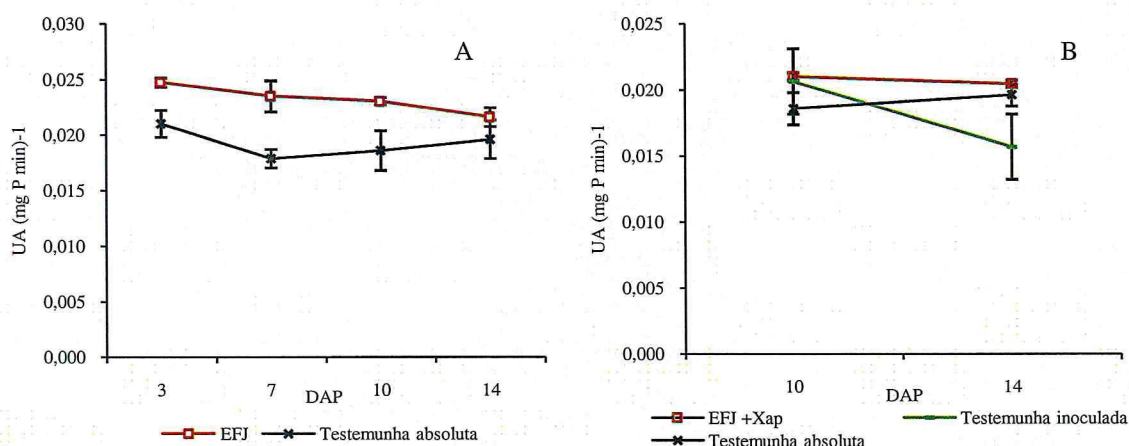 A
UA (mg P min)-1
0,030
0,025
0,020
0,015
0,010
0,005
0,000
3 7 10 14
DAP
EFJ Testemunha absoluta
B
UA (mg P min)-1
0,025
0,020
0,015
0,010
0,005
0,000
10 14
DAP
EFJ +Xap Testemunha inoculada
Testemunha absoluta